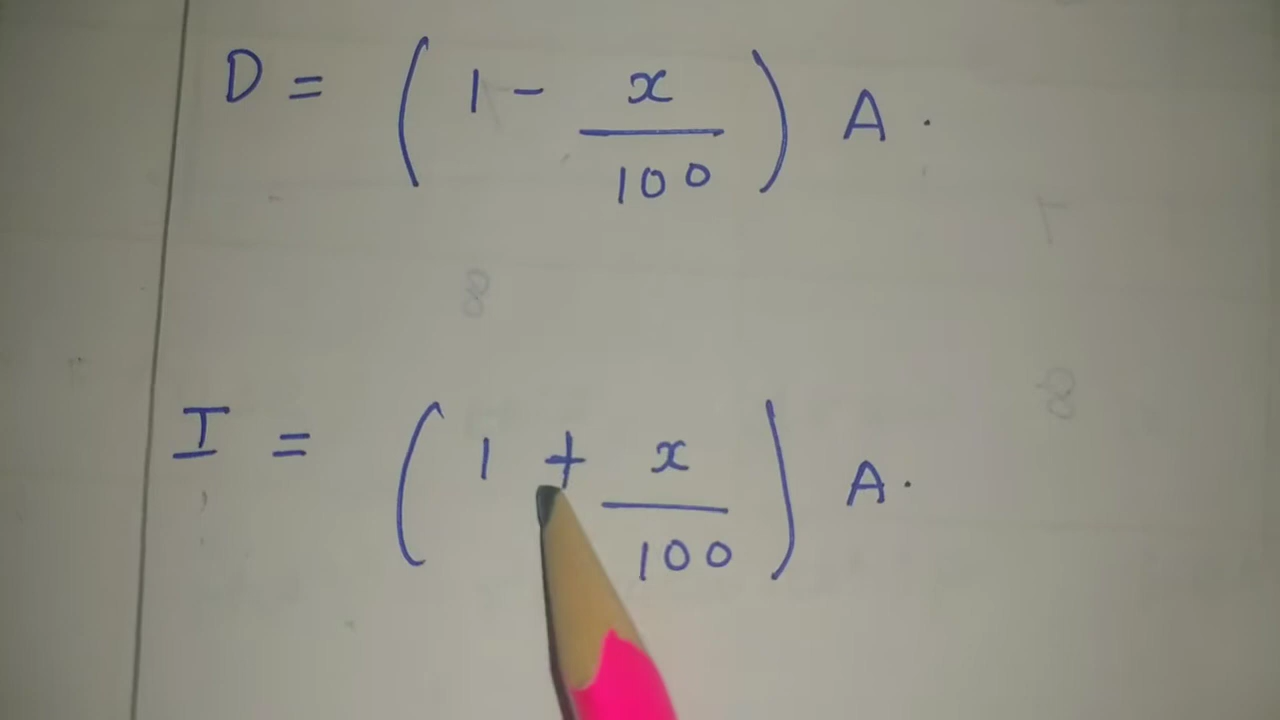 D = ( 1 - x/100 ) A .
I = ( 1 + x/100 ) A .